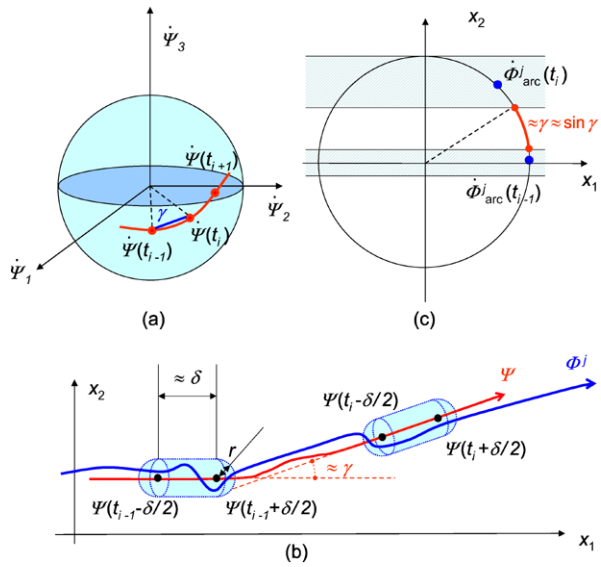 Ψ̇₃
Ψ̇(tᵢ₊₁)
Ψ̇₂
γ
Ψ̇(tᵢ)
Ψ̇(tᵢ₋₁)
Ψ̇₁
(a)
x₂
Φ̇ʲarc(tᵢ)
≈γ≈sin γ
x₁
Φ̇ʲarc(tᵢ₋₁)
(c)
x₂
≈ δ
r
Ψ(tᵢ-δ/2)
Ψ
Φʲ
Ψ(tᵢ+δ/2)
≈ γ
Ψ(tᵢ₋₁-δ/2)
Ψ(tᵢ₋₁+δ/2)
x₁
(b)